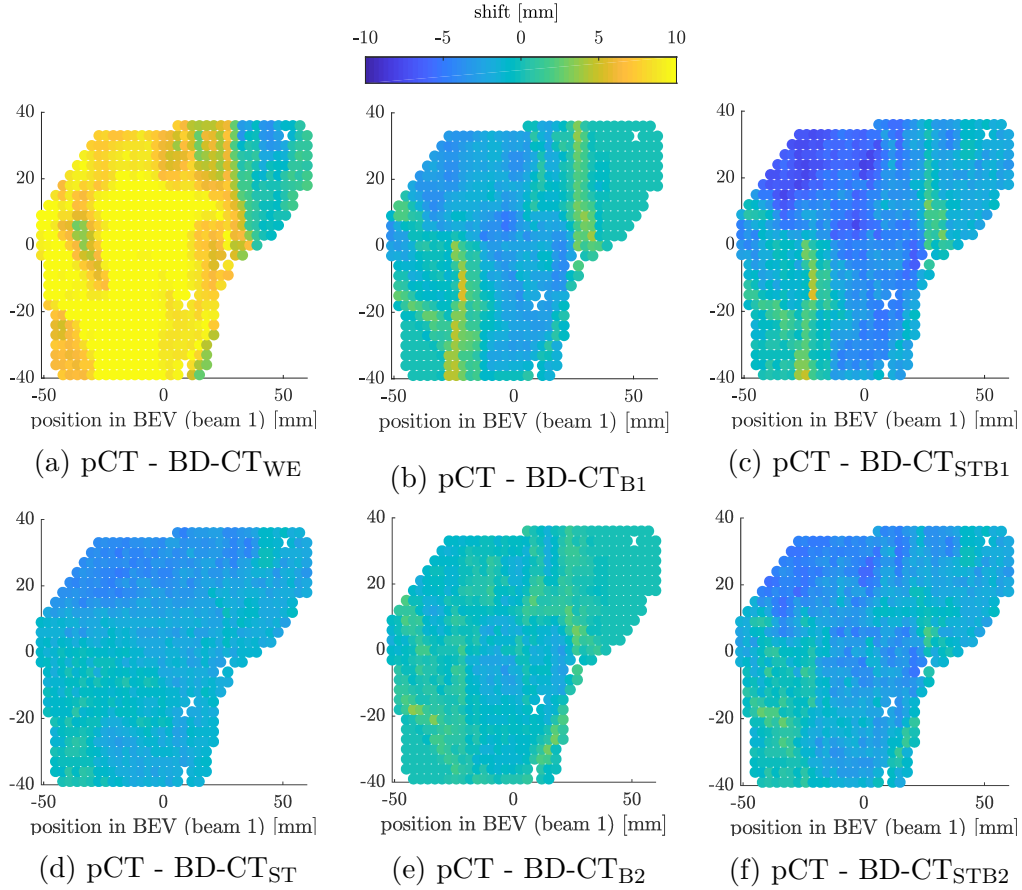 shift [mm]
-10 -5 0 5 10
40 40 40
20 20 20
0 0 0
-20 -20 -20
-40 -40 -40
-50 0 50 -50 0 50 -50 0 50
position in BEV (beam 1) [mm] position in BEV (beam 1) [mm] position in BEV (beam 1) [mm]
(a) pCT - BD-CT_WE (b) pCT - BD-CT_B1 (c) pCT - BD-CT_STB1
40 40 40
20 20 20
0 0 0
-20 -20 -20
-40 -40 -40
-50 0 50 -50 0 50 -50 0 50
position in BEV (beam 1) [mm] position in BEV (beam 1) [mm] position in BEV (beam 1) [mm]
(d) pCT - BD-CT_ST (e) pCT - BD-CT_B2 (f) pCT - BD-CT_STB2